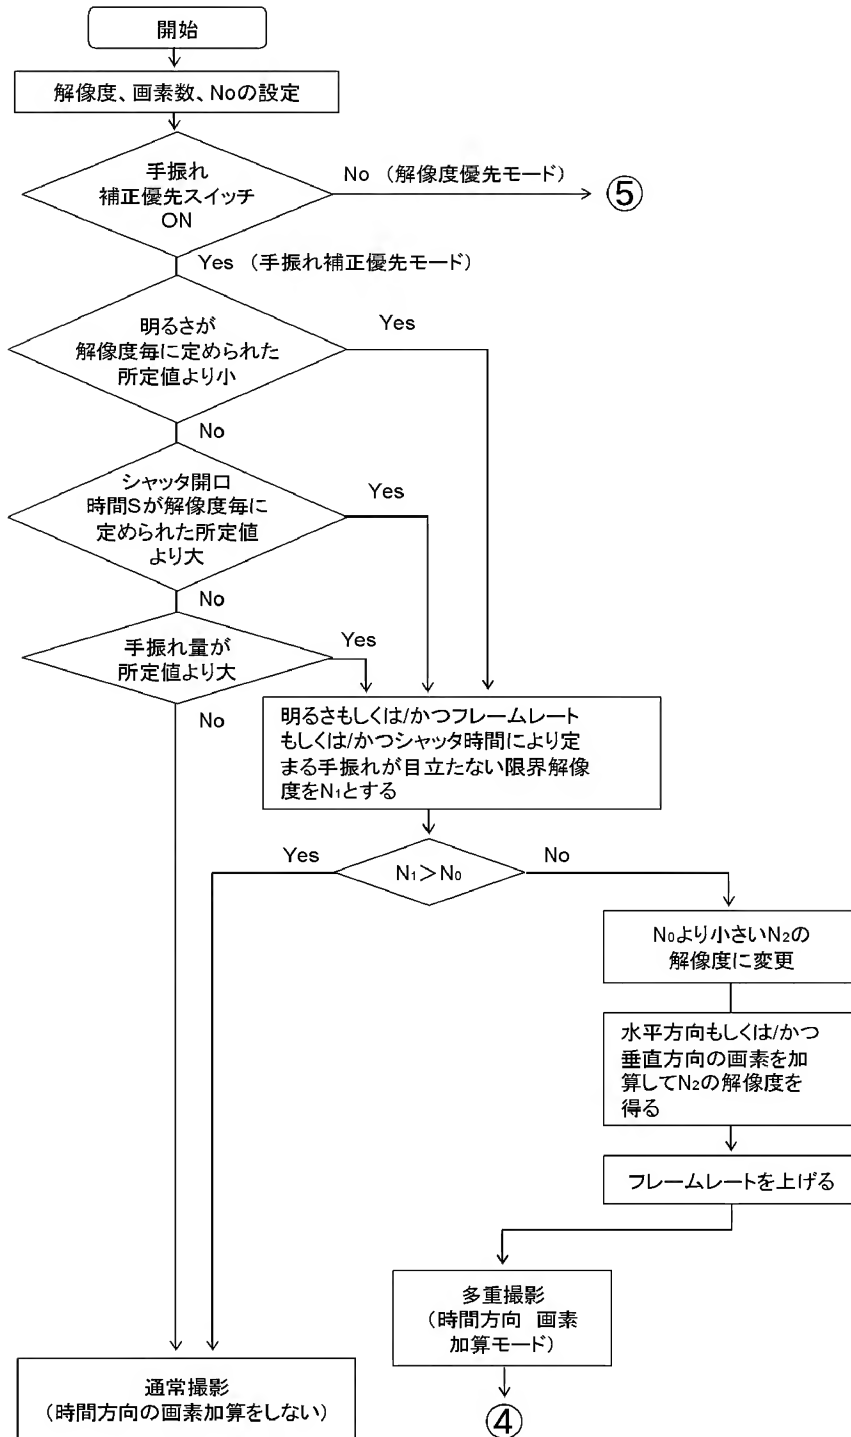 開始
解像度、画素数、Noの設定
手振れ
補正優先スイッチ
ON
No （解像度優先モード）
⑤
Yes （手振れ補正優先モード）
明るさが
解像度毎に定められた
所定値より小
Yes
No
シャッタ開口
時間Sが解像度毎に
定められた所定値
より大
Yes
No
手振れ量が
所定値より大
Yes
No
明るさもしくは/かつフレームレート
もしくは/かつシャッタ時間により定
まる手振れが目立たない限界解像
度をN₁とする
Yes
N₁＞N₀
No
N₀より小さいN₂の
解像度に変更
水平方向もしくは/かつ
垂直方向の画素を加
算してN₂の解像度を
得る
フレームレートを上げる
多重撮影
（時間方向 画素
加算モード）
④
通常撮影
（時間方向の画素加算をしない）